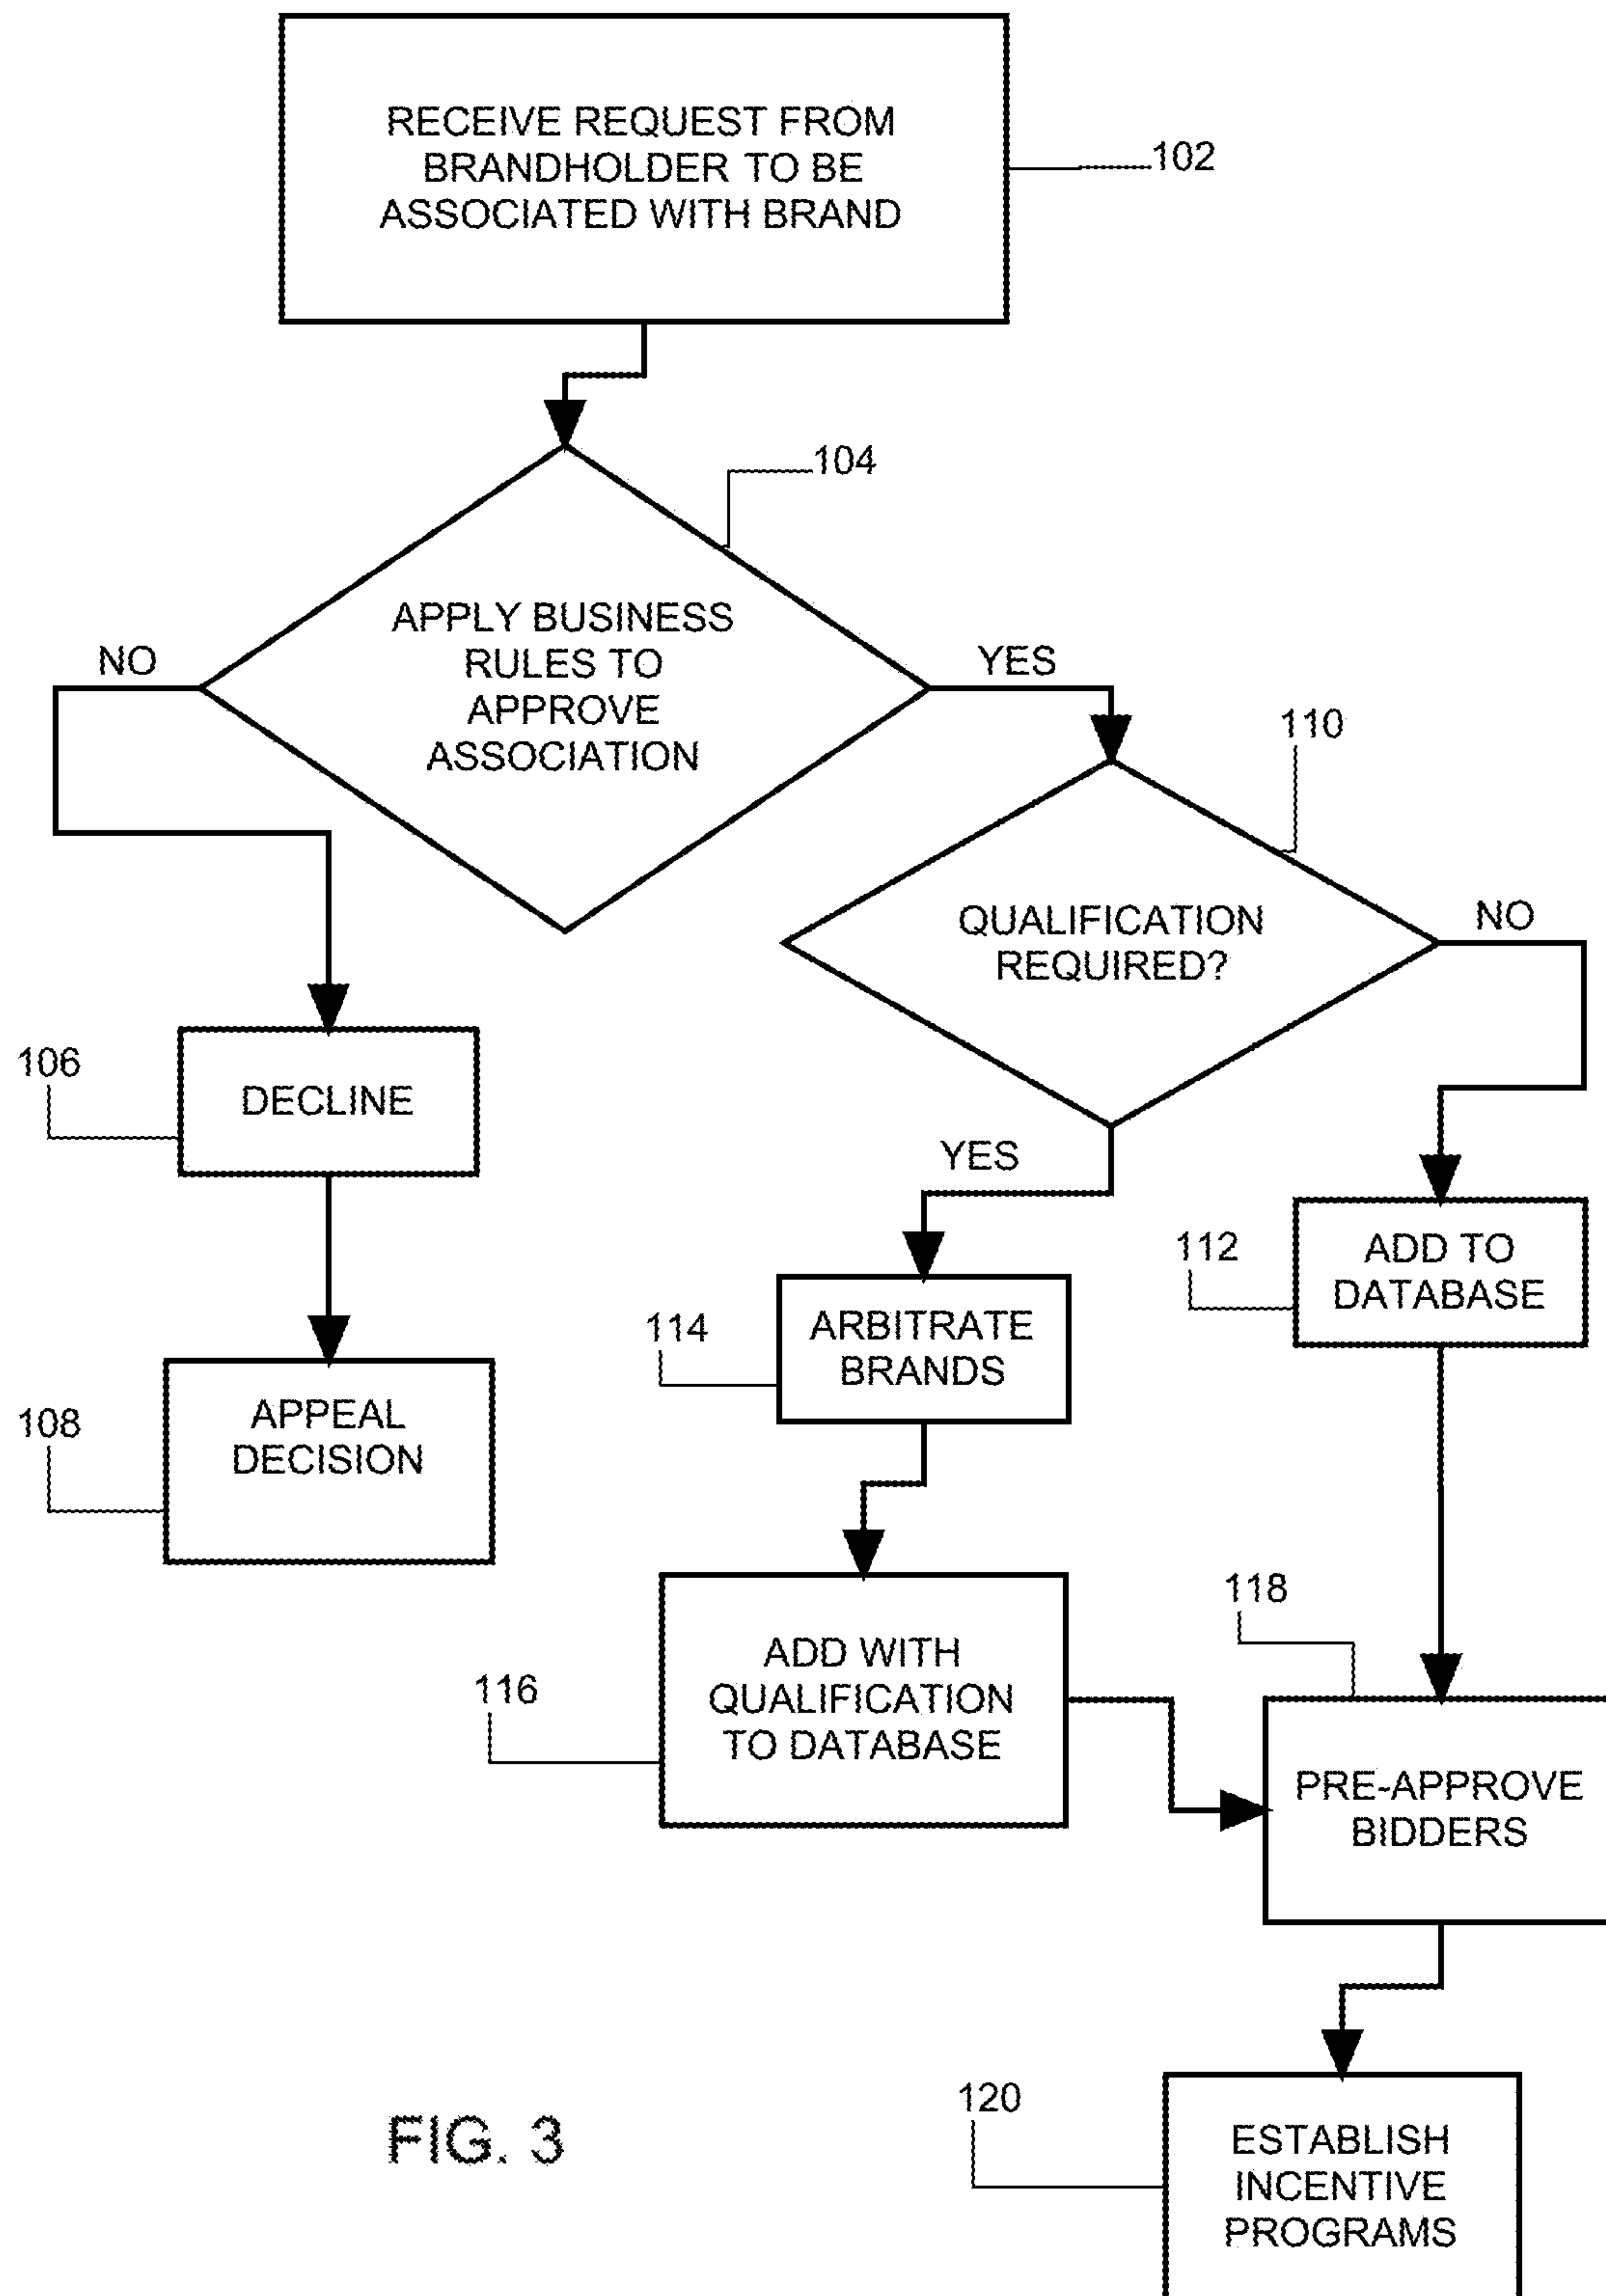 RECEIVE REQUEST FROM
BRANDHOLDER TO BE
ASSOCIATED WITH BRAND
102
104
APPLY BUSINESS
RULES TO
APPROVE
ASSOCIATION
NO
YES
110
QUALIFICATION
REQUIRED?
NO
106
DECLINE
YES
112
ADD TO
DATABASE
114
ARBITRATE
BRANDS
108
APPEAL
DECISION
118
116
ADD WITH
QUALIFICATION
TO DATABASE
PRE-APPROVE
BIDDERS
120
ESTABLISH
INCENTIVE
PROGRAMS
FIG. 3